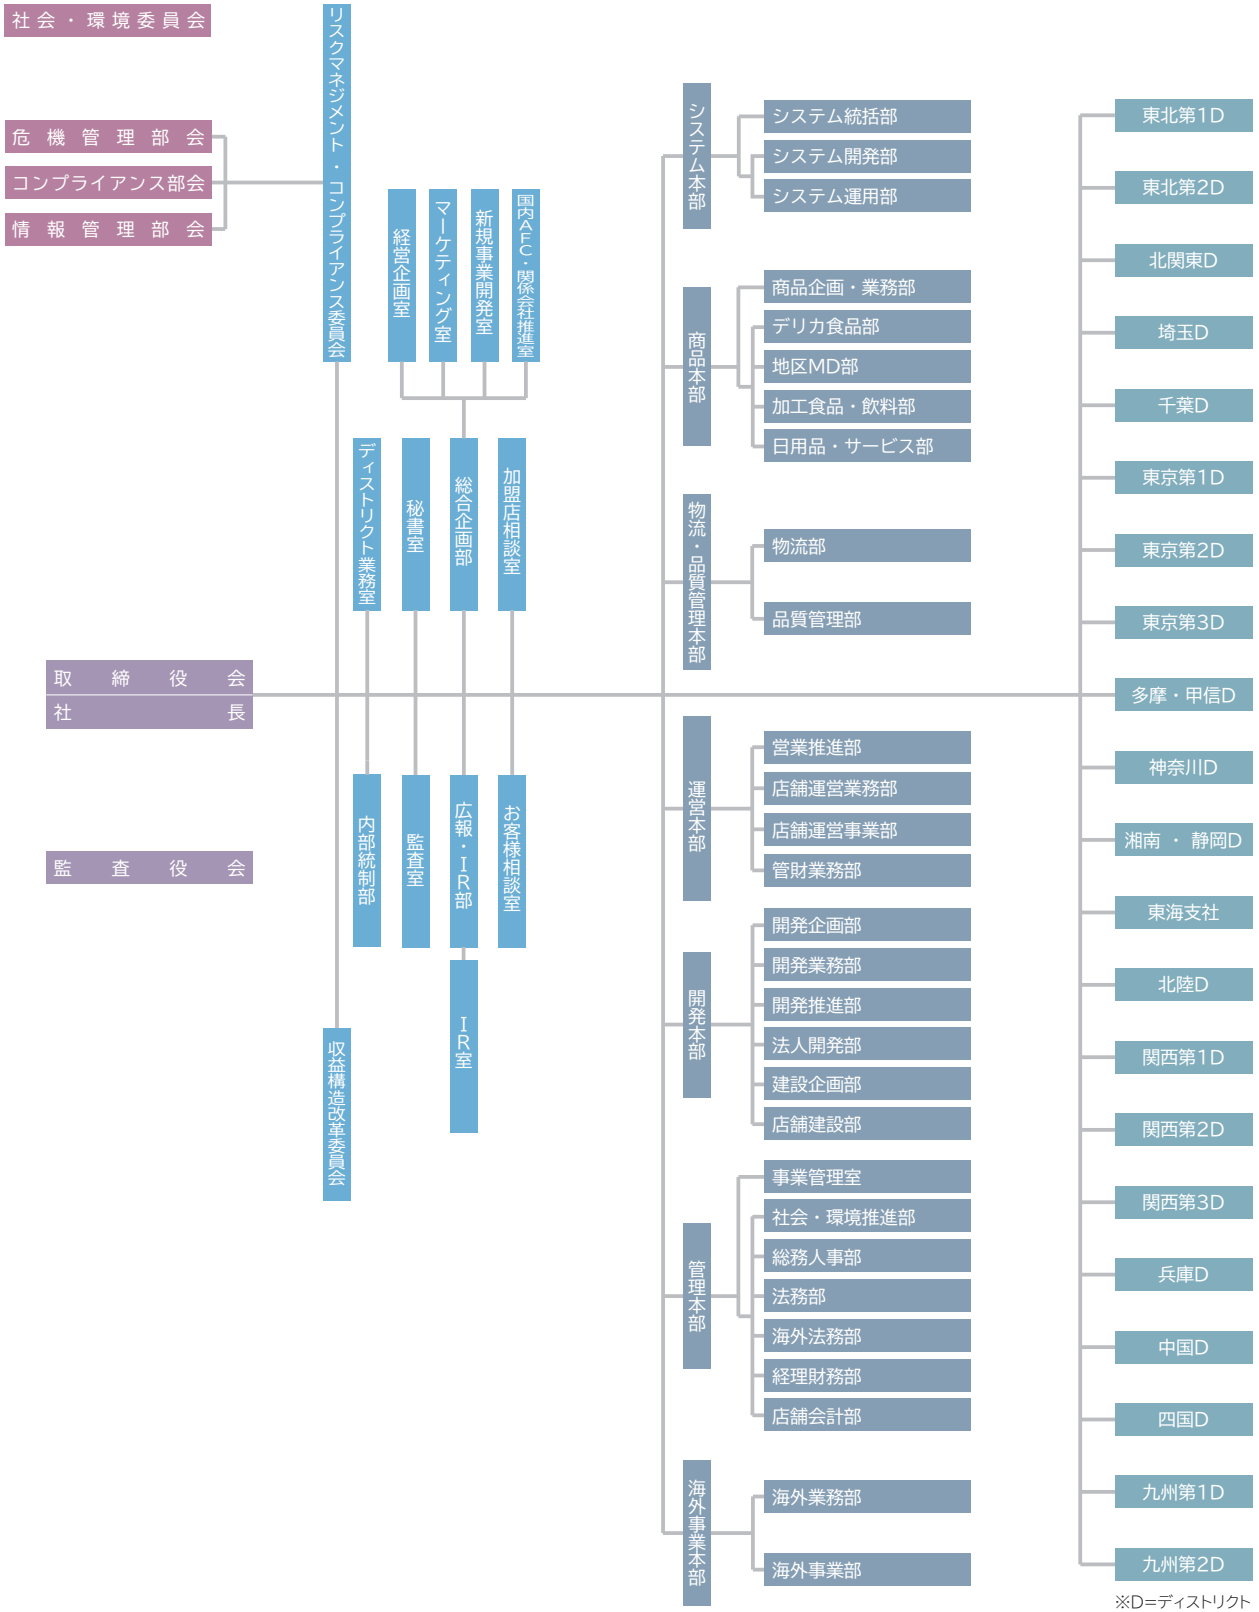 社会・環境委員会
危機管理部会
コンプライアンス部会
情報管理部会
リスクマネジメント・コンプライアンス委員会
経営企画室
マーケティング室
新規事業開発室
国内AFC・関係会社推進室
ディストリクト業務室
秘書室
総合企画部
加盟店相談室
取締役会
社長
監査役会
内部統制部
監査室
広報・IR部
お客様相談室
IR室
収益構造改革委員会
システム本部
システム統括部
システム開発部
システム運用部
商品本部
商品企画・業務部
デリカ食品部
地区MD部
加工食品・飲料部
日用品・サービス部
物流・品質管理本部
物流部
品質管理部
運営本部
営業推進部
店舗運営業務部
店舗運営事業部
管財業務部
開発本部
開発企画部
開発業務部
開発推進部
法人開発部
建設企画部
店舗建設部
管理本部
事業管理室
社会・環境推進部
総務人事部
法務部
海外法務部
経理財務部
店舗会計部
海外事業本部
海外業務部
海外事業部
東北第1D
東北第2D
北関東D
埼玉D
千葉D
東京第1D
東京第2D
東京第3D
多摩・甲信D
神奈川D
湘南 ・ 静岡D
東海支社
北陸D
関西第1D
関西第2D
関西第3D
兵庫D
中国D
四国D
九州第1D
九州第2D
※D=ディストリクト